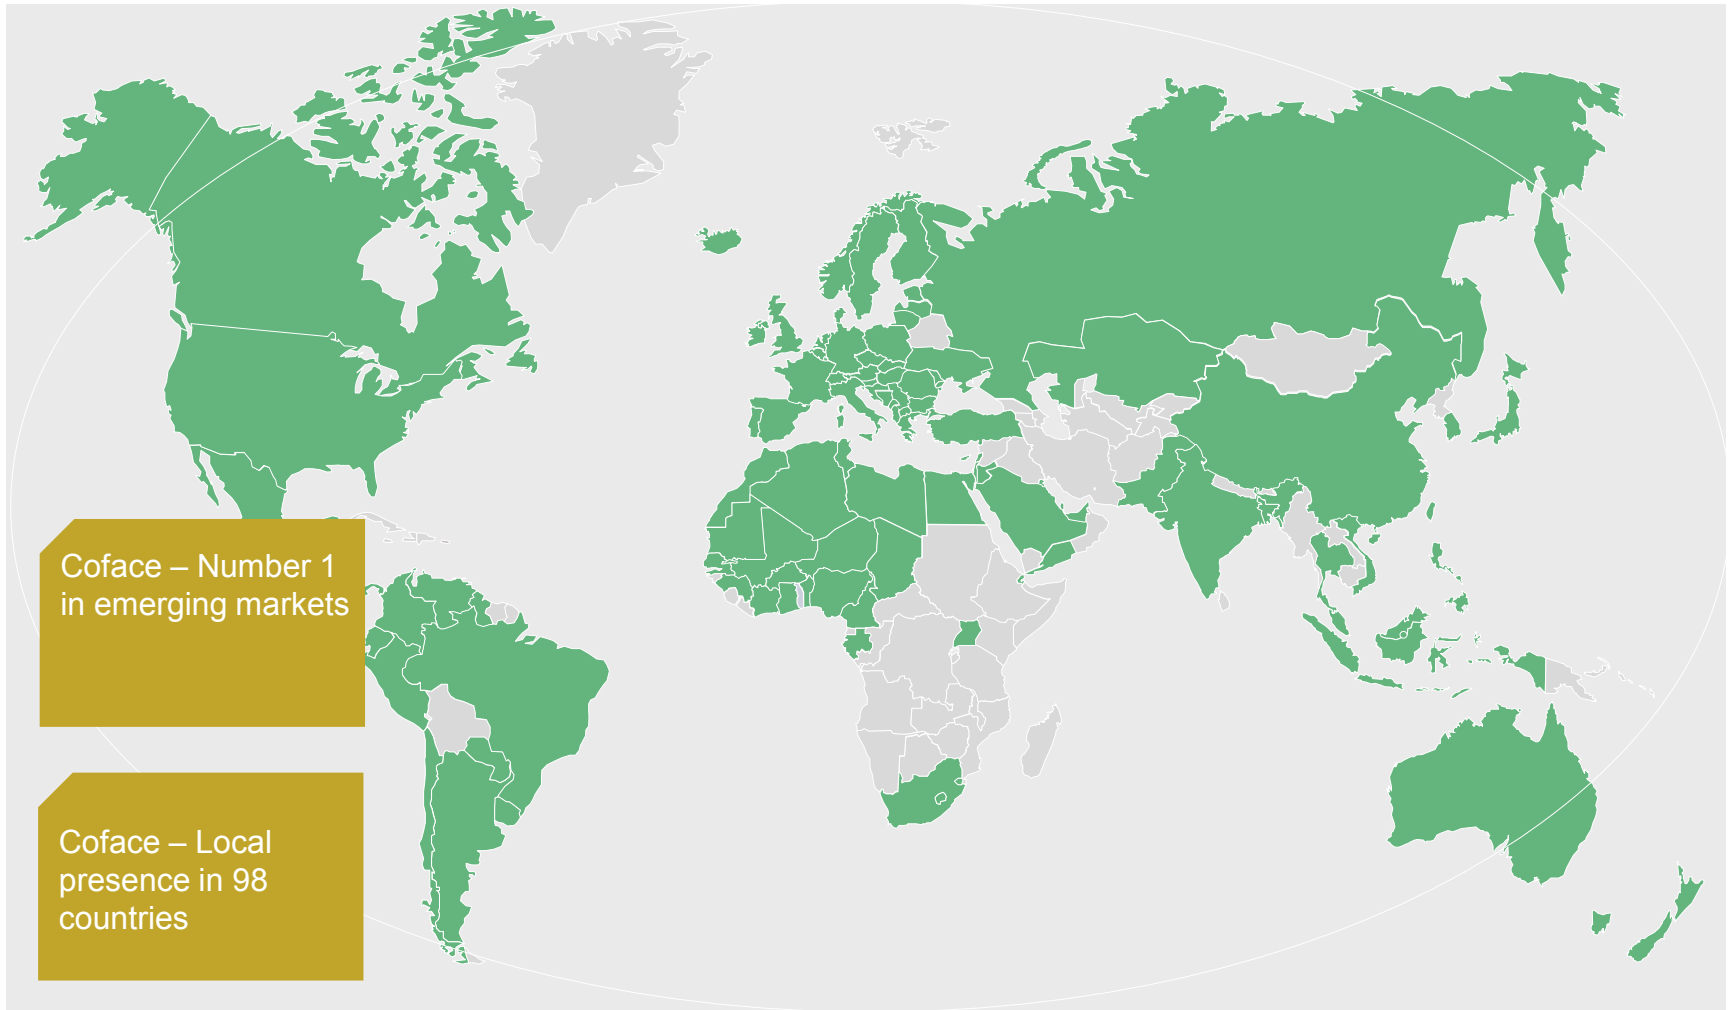 Coface – Number 1
in emerging markets
Coface – Local
presence in 98
countries